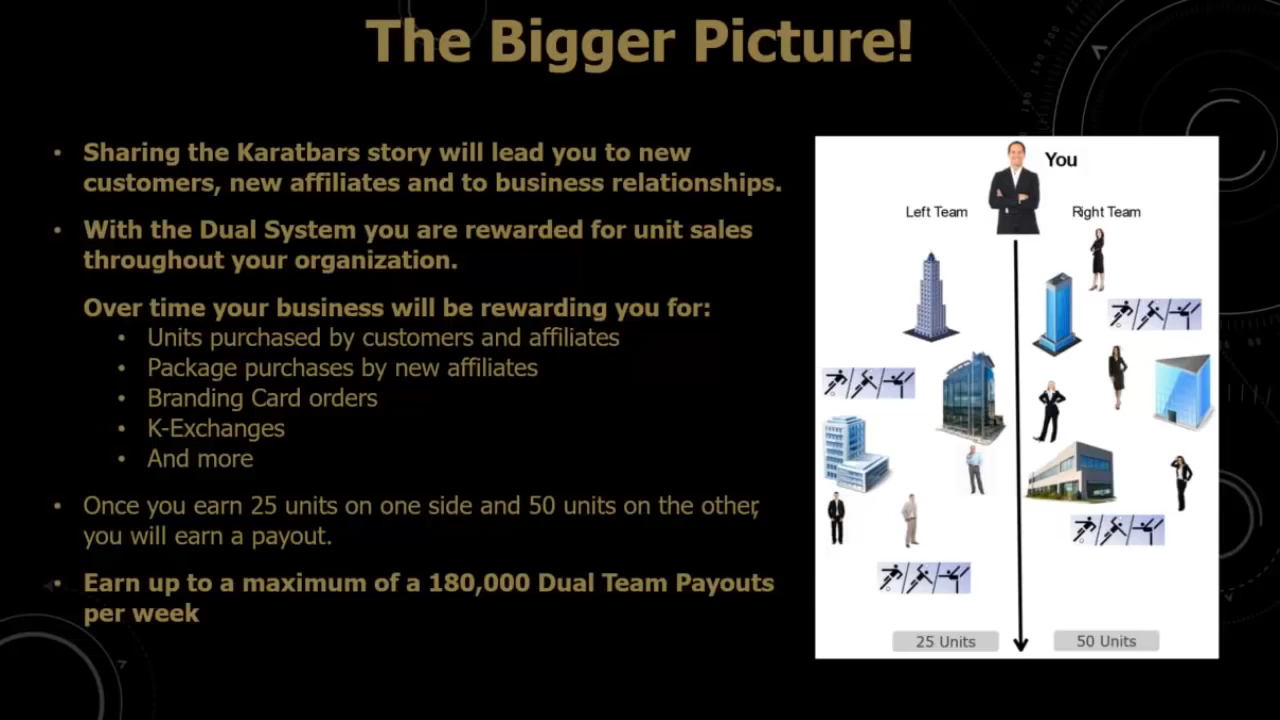 The Bigger Picture!
• Sharing the Karatbars story will lead you to new
customers, new affiliates and to business relationships.
• With the Dual System you are rewarded for unit sales
throughout your organization.
Over time your business will be rewarding you for:
• Units purchased by customers and affiliates
• Package purchases by new affiliates
• Branding Card orders
• K-Exchanges
• And more
• Once you earn 25 units on one side and 50 units on the other,
you will earn a payout.
• Earn up to a maximum of a 180,000 Dual Team Payouts
per week
You
Left Team
Right Team
25 Units
50 Units